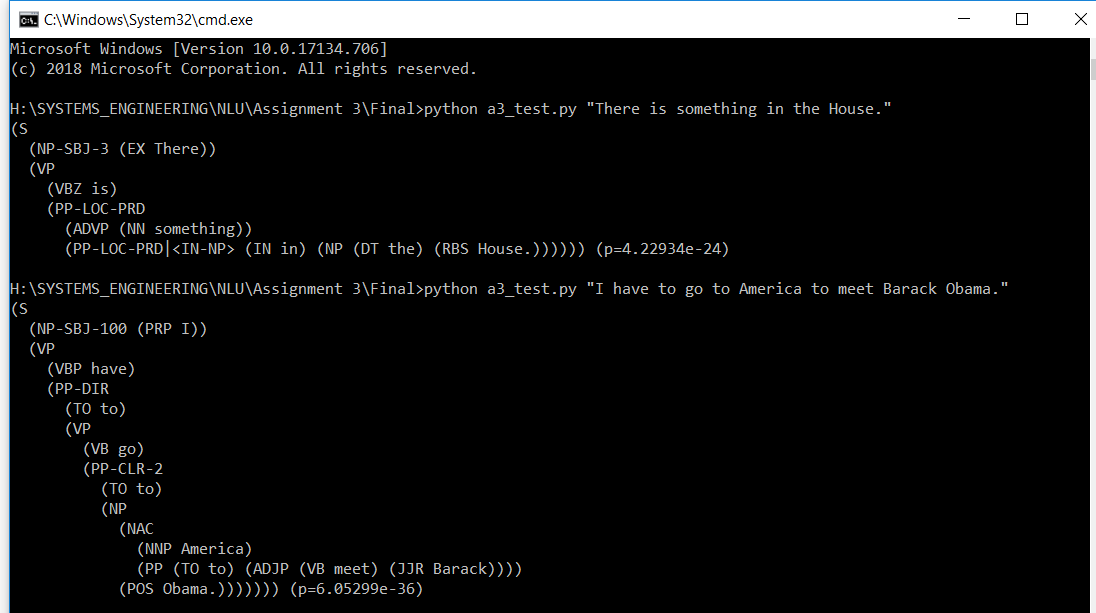 C:\Windows\System32\cmd.exe
Microsoft Windows [Version 10.0.17134.706]
(c) 2018 Microsoft Corporation. All rights reserved.
H:\SYSTEMS_ENGINEERING\NLU\Assignment 3\Final>python a3_test.py "There is something in the House."
(S
  (NP-SBJ-3 (EX There))
  (VP
    (VBZ is)
    (PP-LOC-PRD
      (ADVP (NN something))
      (PP-LOC-PRD|<IN-NP> (IN in) (NP (DT the) (RBS House.)))))) (p=4.22934e-24)
H:\SYSTEMS_ENGINEERING\NLU\Assignment 3\Final>python a3_test.py "I have to go to America to meet Barack Obama."
(S
  (NP-SBJ-100 (PRP I))
  (VP
    (VBP have)
    (PP-DIR
      (TO to)
      (VP
        (VB go)
        (PP-CLR-2
          (TO to)
          (NP
            (NAC
              (NNP America)
              (PP (TO to) (ADJP (VB meet) (JJR Barack))))
            (POS Obama.))))))) (p=6.05299e-36)